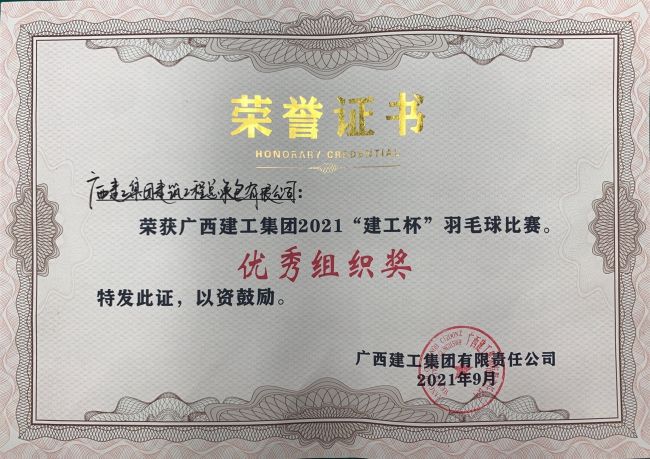 荣誉证书
HONORARY CREDENTIAL
广西建工集团建筑工程总承包有限公司:
荣获广西建工集团2021“建工杯”羽毛球比赛。
优秀组织奖
特发此证，以资鼓励。
广西建工集团有限责任公司
2021年9月